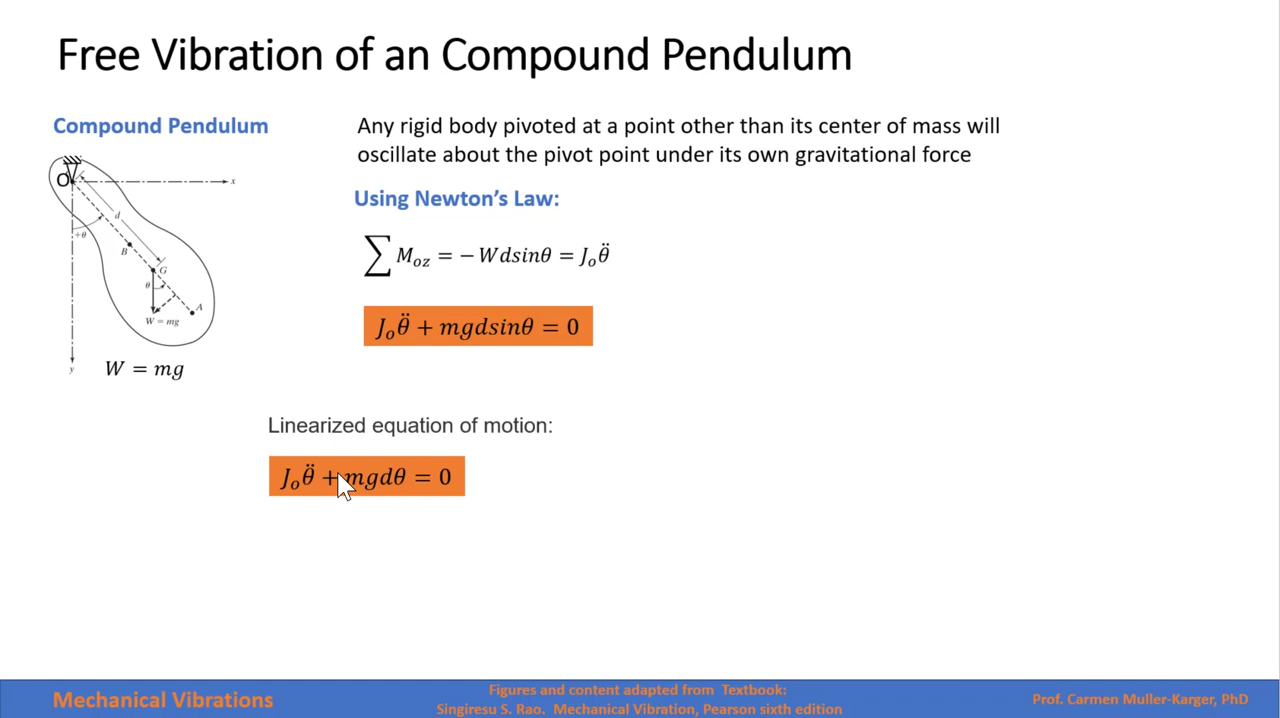 Free Vibration of an Compound Pendulum
Compound Pendulum
Any rigid body pivoted at a point other than its center of mass will
oscillate about the pivot point under its own gravitational force
Using Newton's Law:
∑ M_oz = − Wdsinθ = J_o θ̈
J_o θ̈ + mgdsinθ = 0
O
x
d
+θ
B
G
θ
A
W = mg
y
W = mg
Linearized equation of motion:
J_o θ̈ + mgdθ = 0
Mechanical Vibrations
Figures and content adapted from Textbook:
Singiresu S. Rao. Mechanical Vibration, Pearson sixth edition
Prof. Carmen Muller-Karger, PhD